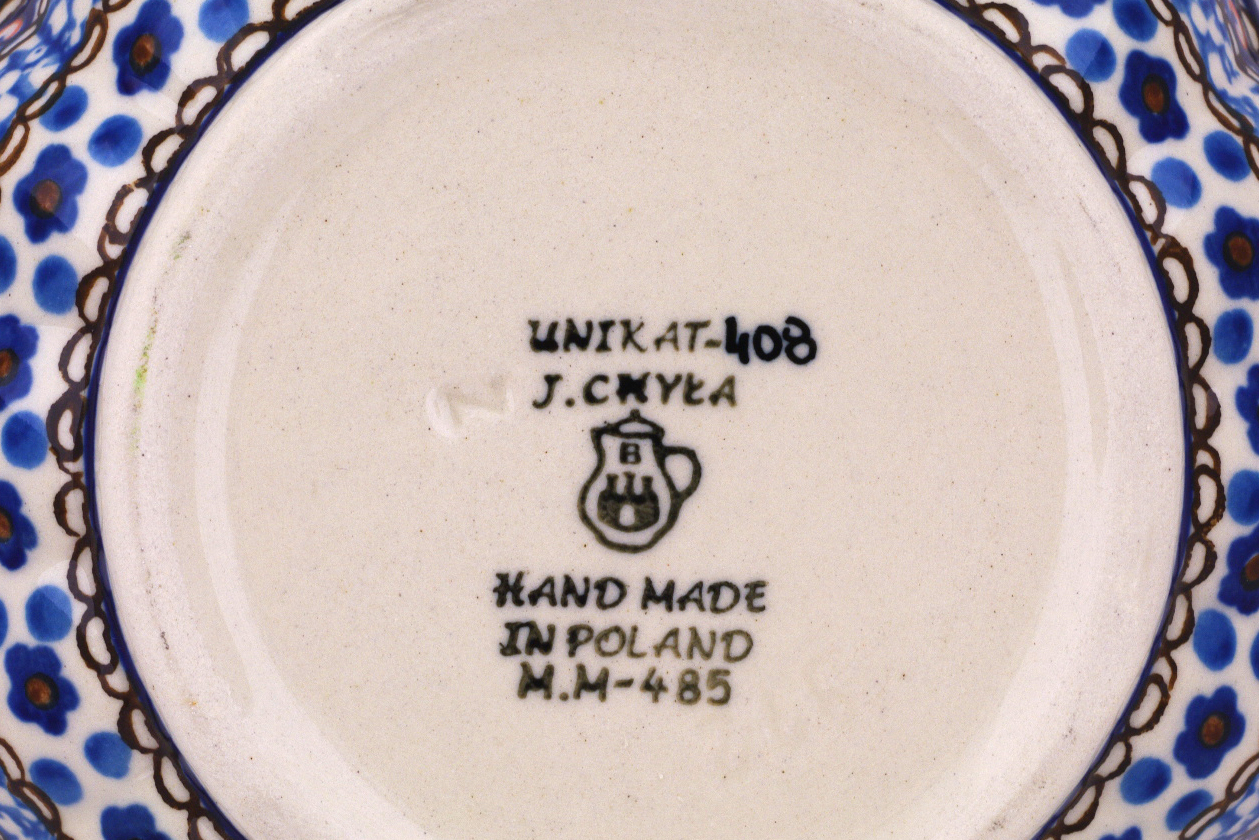 UNIKAT-408
J.CHYŁA
B
HAND MADE
IN POLAND
M.M-485